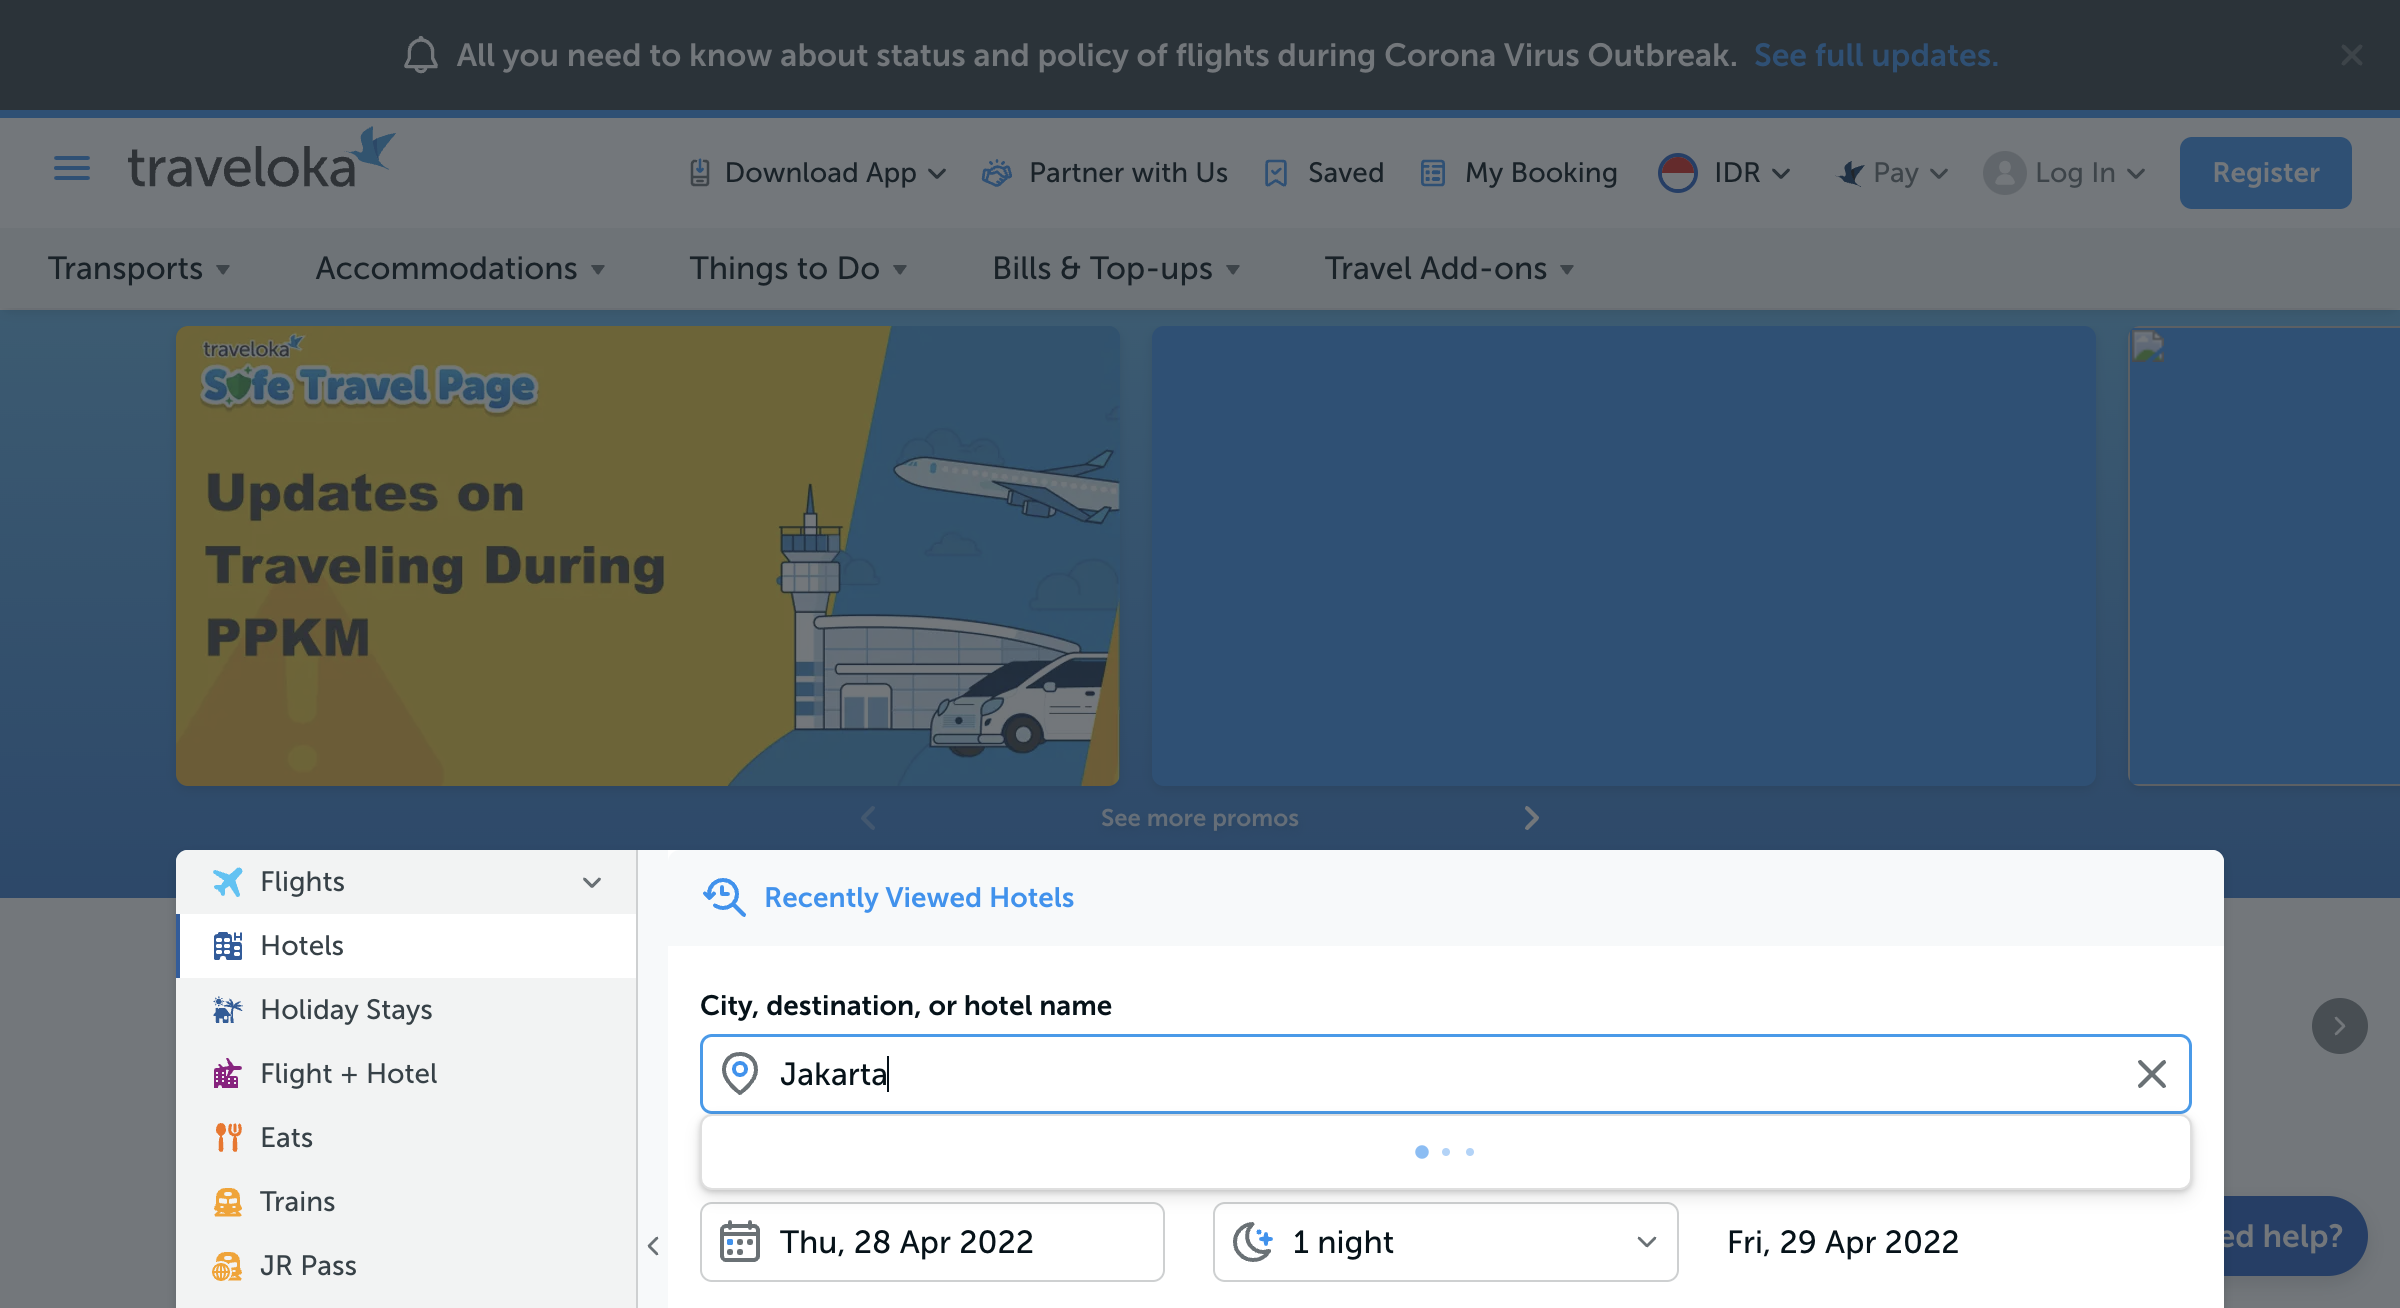 All you need to know about status and policy of flights during Corona Virus Outbreak. See full updates.
traveloka
Download App
Partner with Us
Saved
My Booking
IDR
Pay
Log In
Register
Transports
Accommodations
Things to Do
Bills & Top-ups
Travel Add-ons
traveloka
Safe Travel Page
Updates on
Traveling During
PPKM
See more promos
Flights
Hotels
Holiday Stays
Flight + Hotel
Eats
Trains
JR Pass
Recently Viewed Hotels
City, destination, or hotel name
Jakarta
Thu, 28 Apr 2022
1 night
Fri, 29 Apr 2022
ed help?